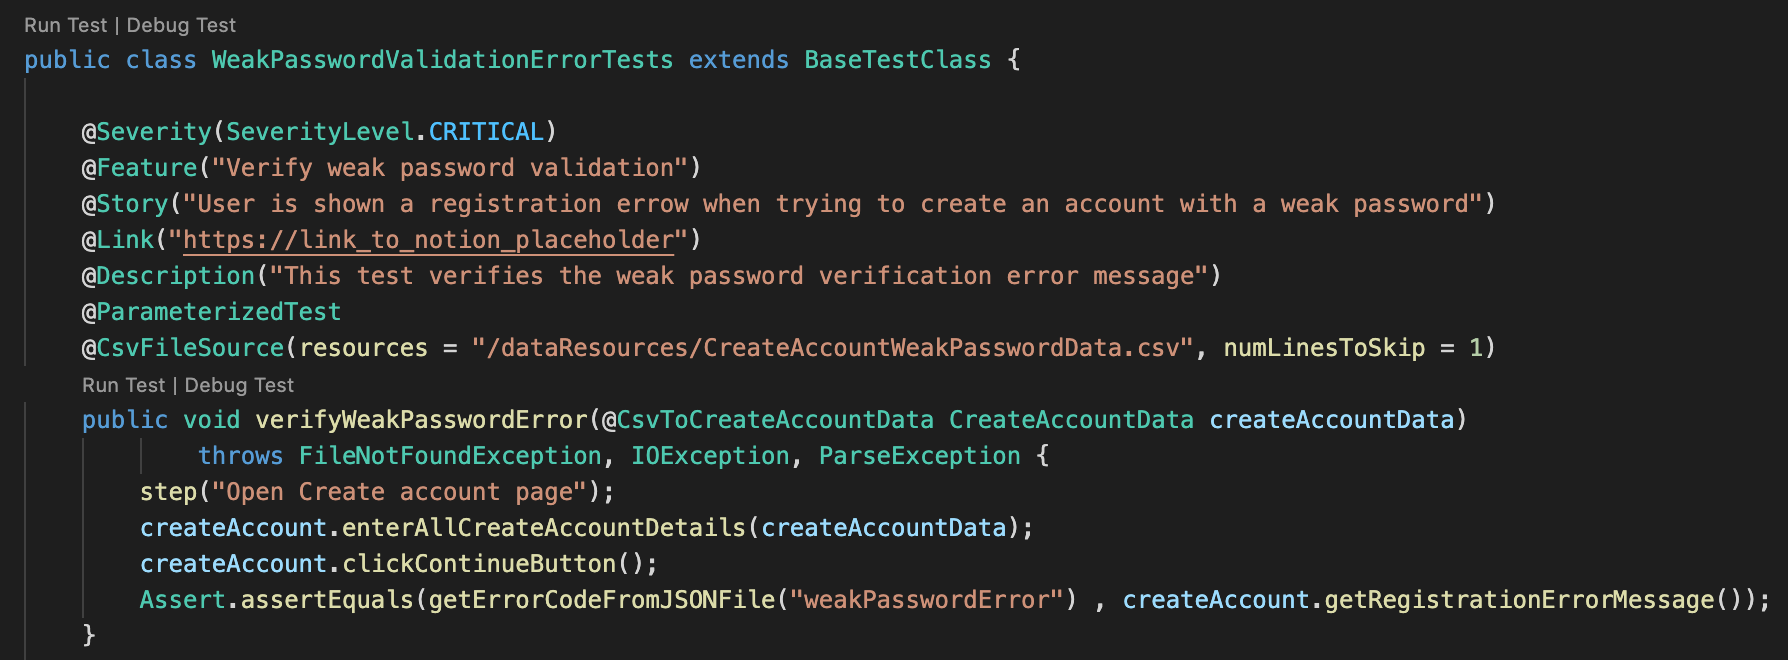 Run Test | Debug Test
public class WeakPasswordValidationErrorTests extends BaseTestClass {
@Severity(SeverityLevel.CRITICAL)
@Feature("Verify weak password validation")
@Story("User is shown a registration errow when trying to create an account with a weak password")
@Link("https://link_to_notion_placeholder")
@Description("This test verifies the weak password verification error message")
@ParameterizedTest
@CsvFileSource(resources = "/dataResources/CreateAccountWeakPasswordData.csv", numLinesToSkip = 1)
Run Test | Debug Test
public void verifyWeakPasswordError(@CsvToCreateAccountData CreateAccountData createAccountData)
throws FileNotFoundException, IOException, ParseException {
step("Open Create account page");
createAccount.enterAllCreateAccountDetails(createAccountData);
createAccount.clickContinueButton();
Assert.assertEquals(getErrorCodeFromJSONFile("weakPasswordError") , createAccount.getRegistrationErrorMessage());
}